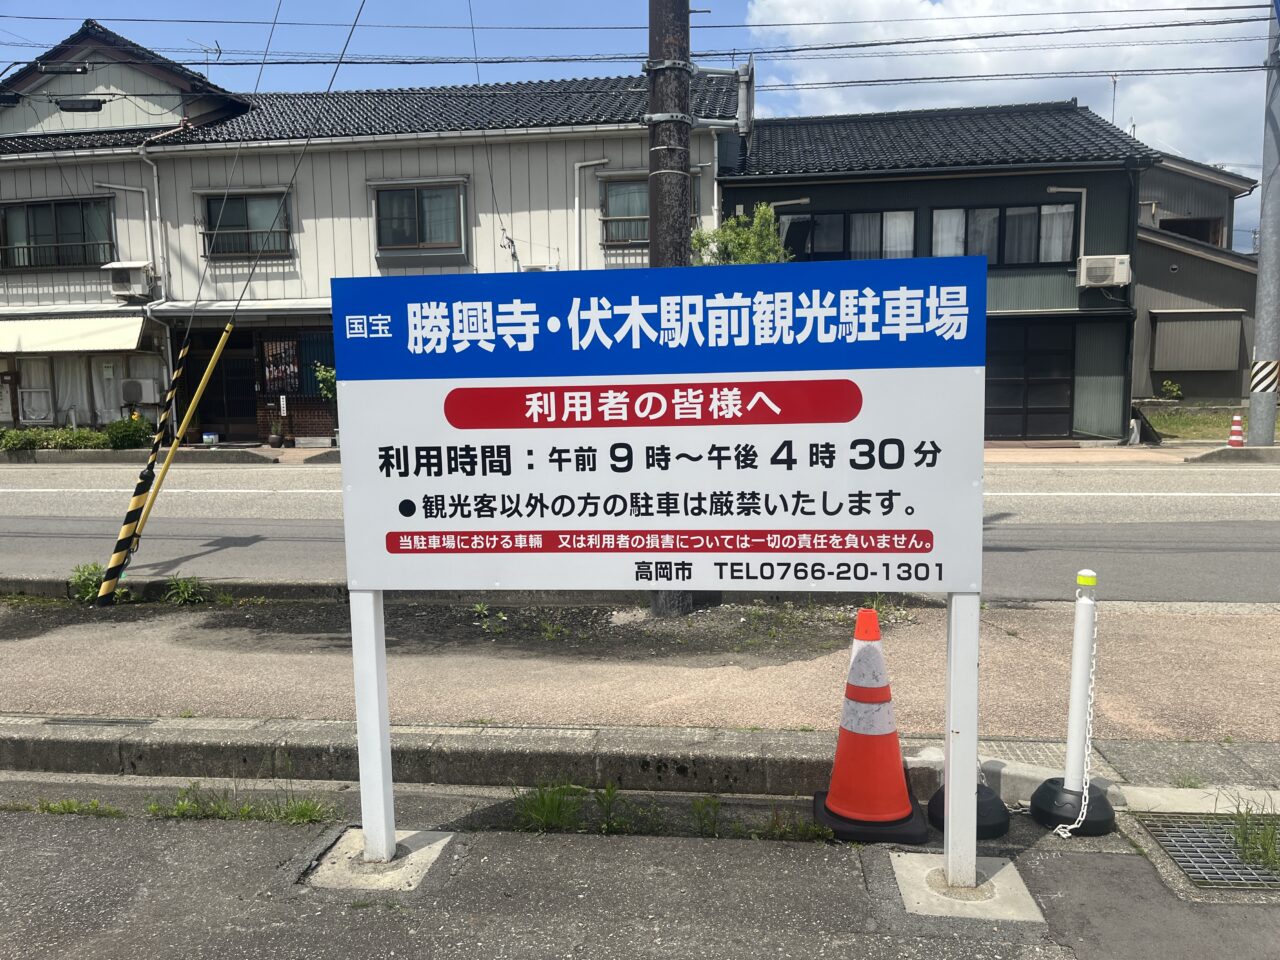 国宝 勝興寺・伏木駅前観光駐車場
利用者の皆様へ
利用時間：午前9時～午後4時30分
●観光客以外の方の駐車は厳禁いたします。
当駐車場における車輛　又は利用者の損害については一切の責任を負いません。
高岡市　TEL0766-20-1301